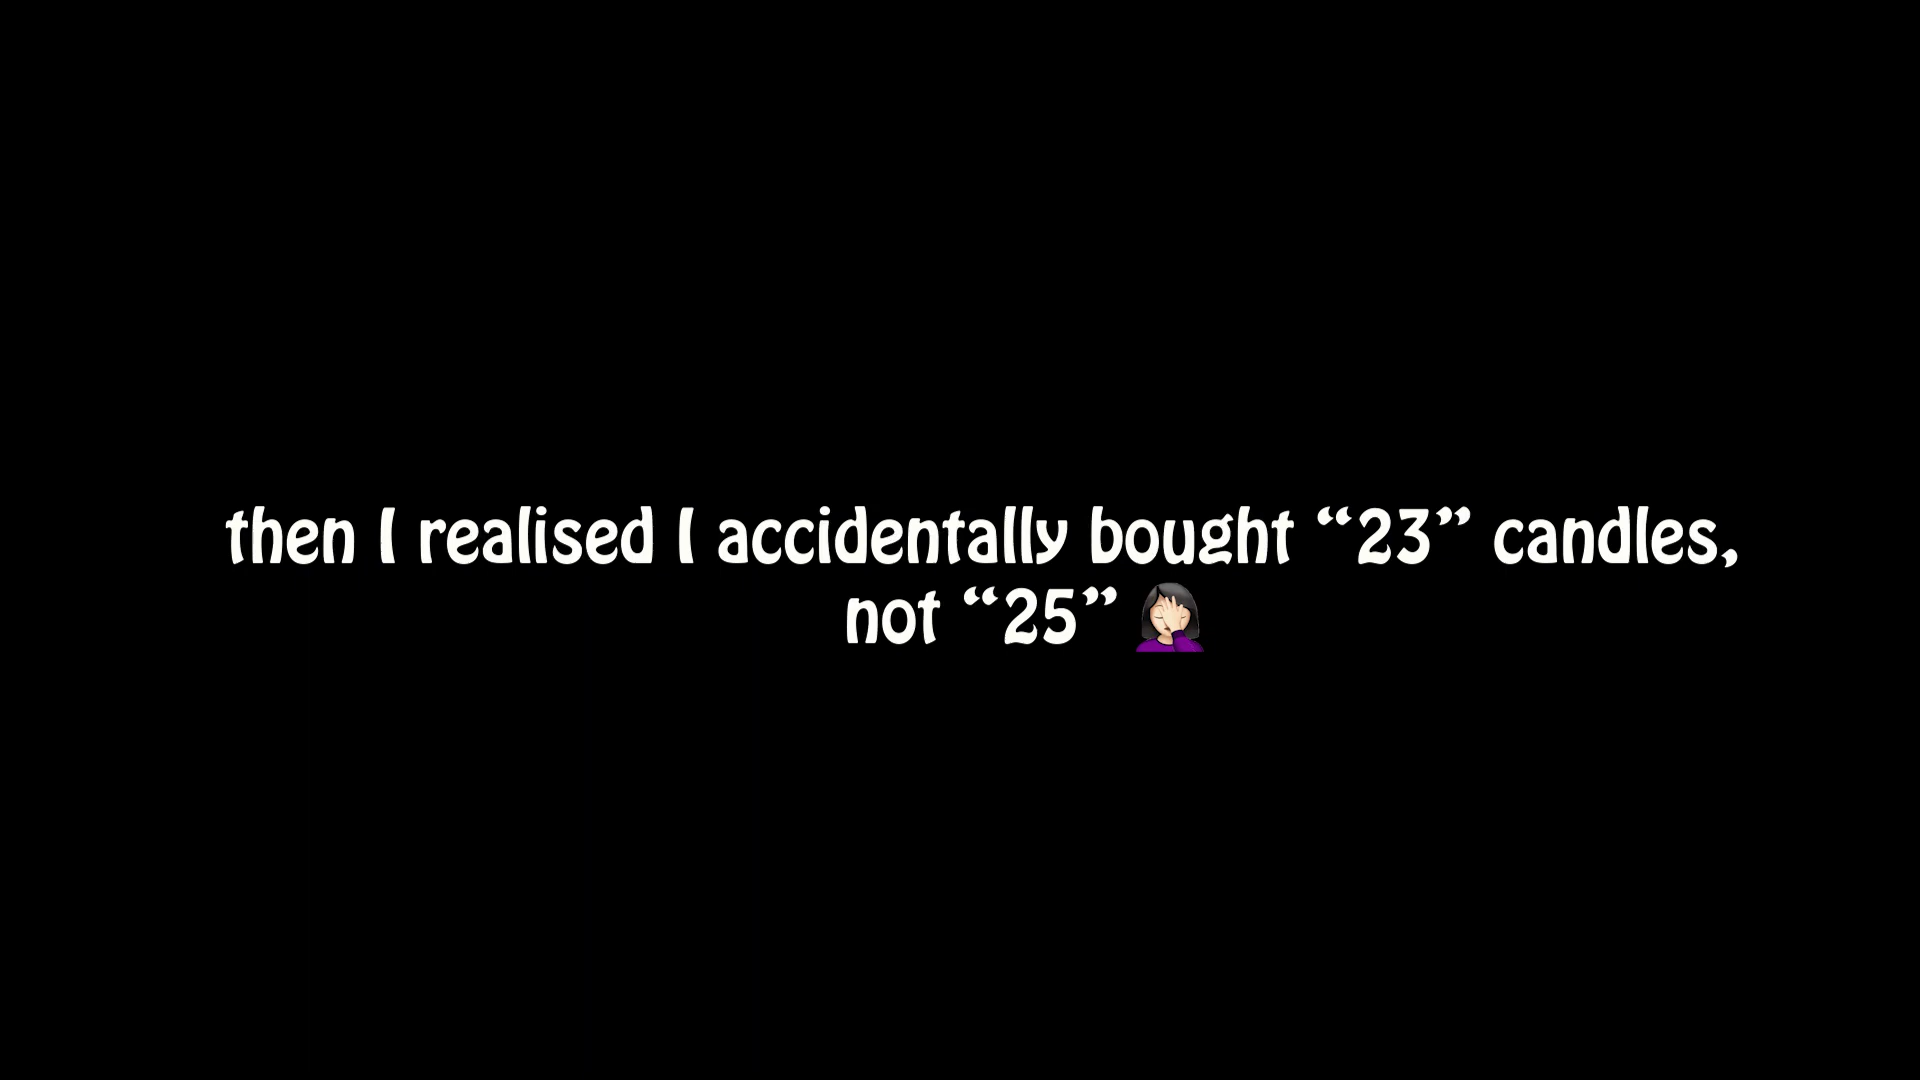 then I realised I accidentally bought “23” candles,
not “25” 🤦🏻‍♀️